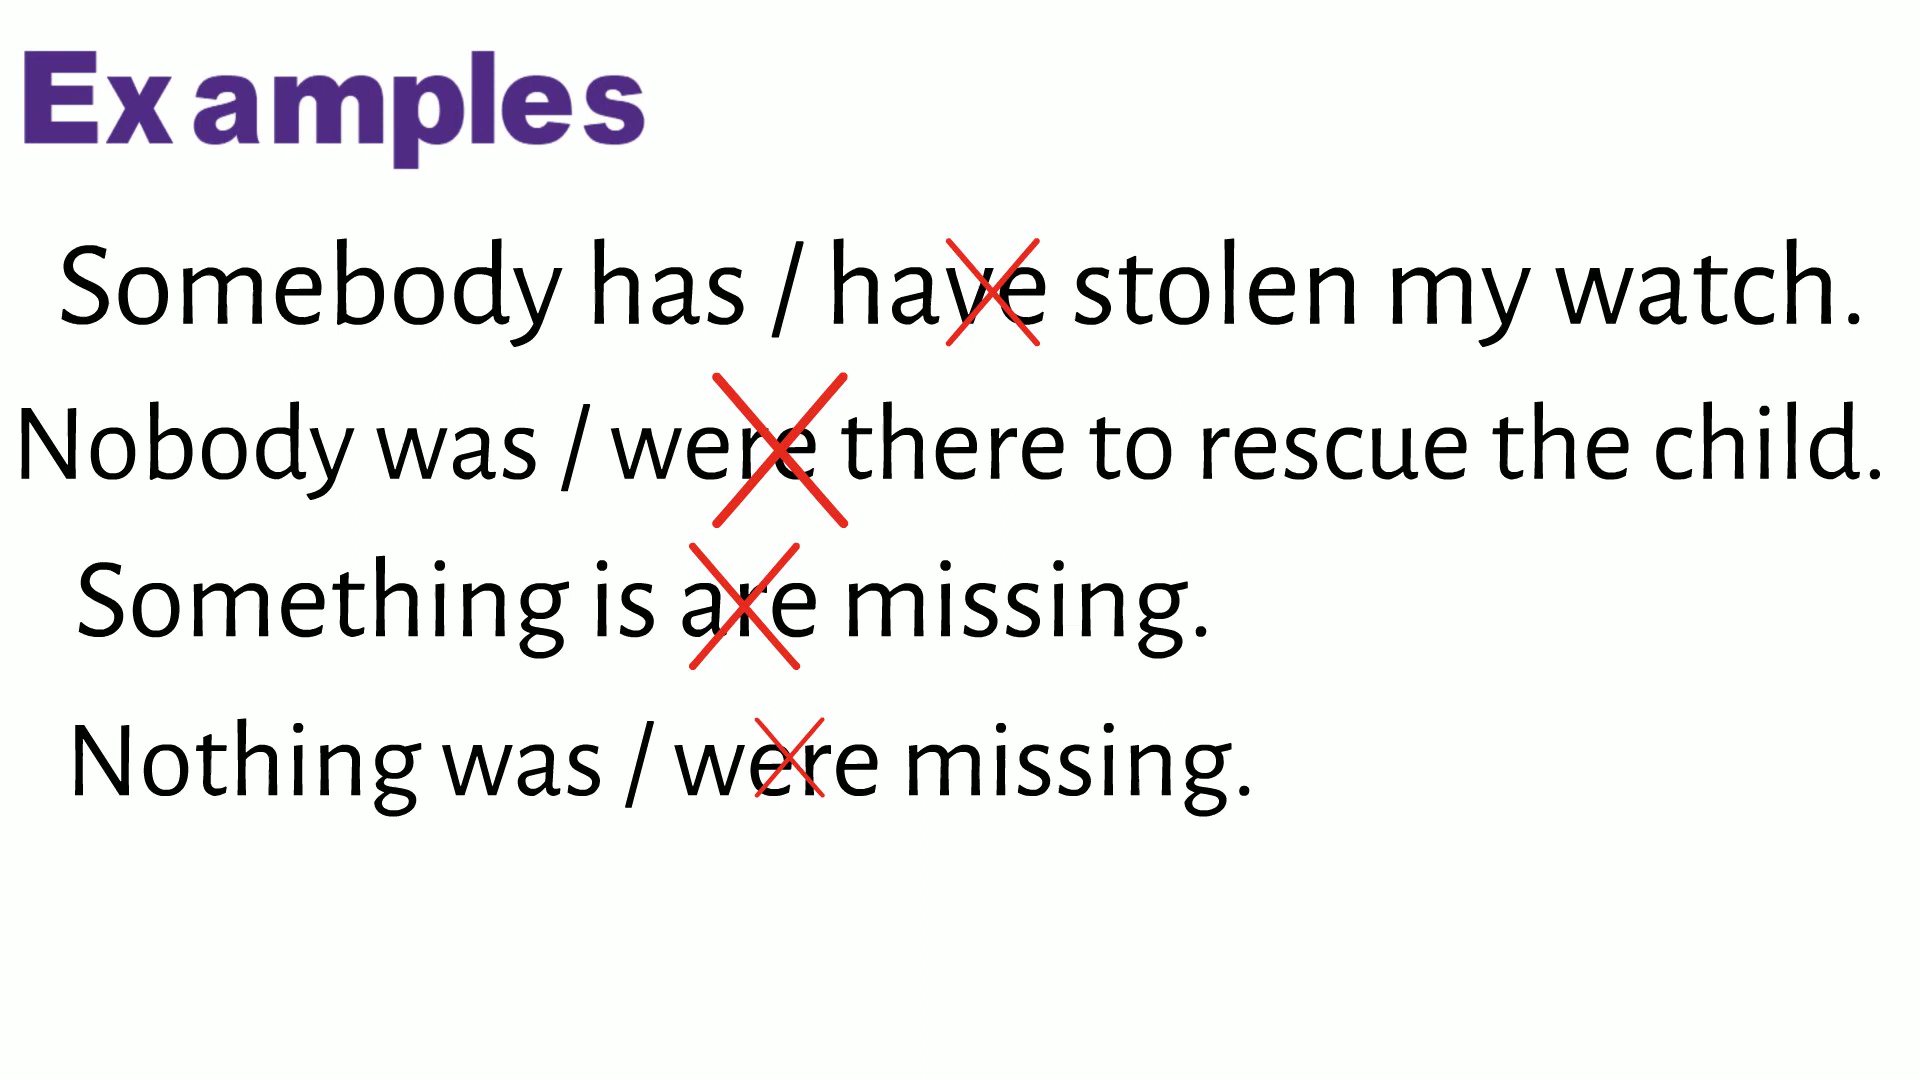 Examples
Somebody has / have stolen my watch.
Nobody was / were there to rescue the child.
Something is are missing.
Nothing was / were missing.